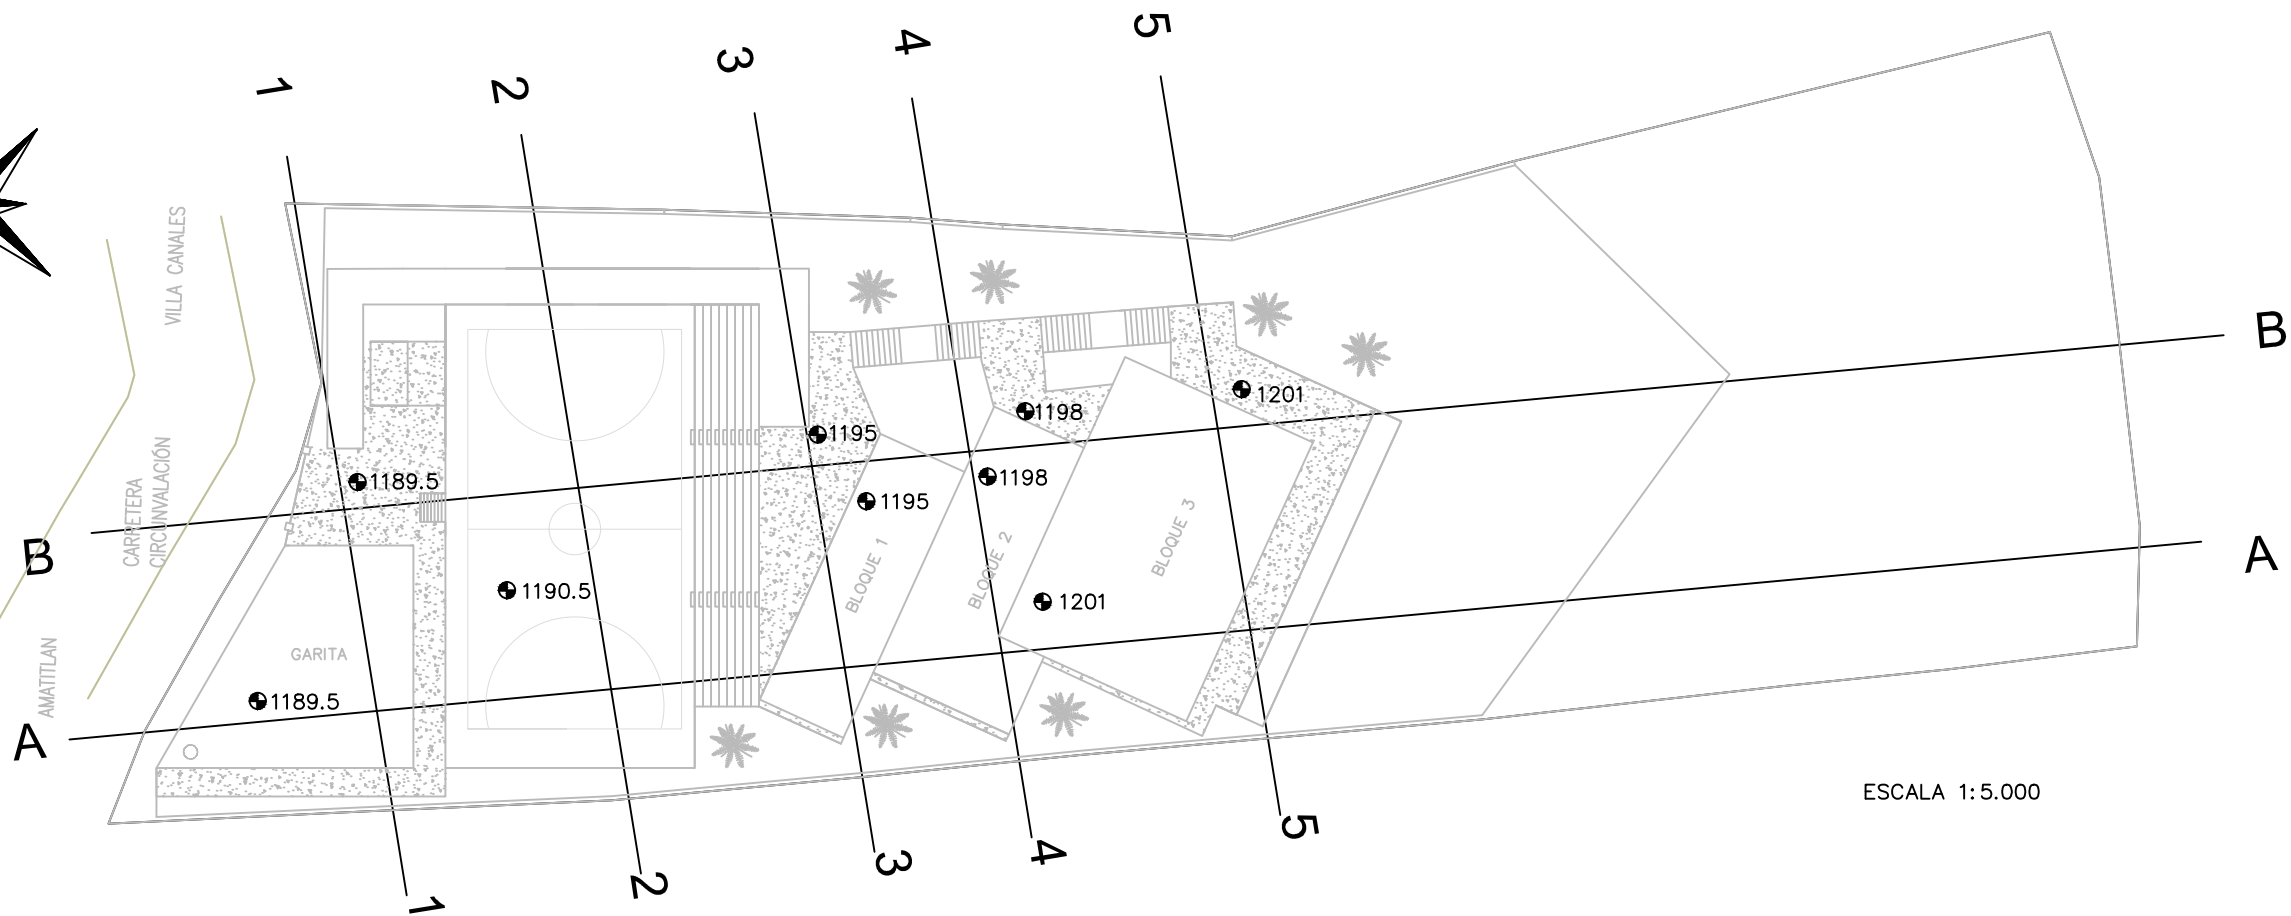 1
2
3
4
5
VILLA CANALES
CARRETERA
CIRCUNVALACIÓN
AMATITLAN
B
B
A
A
1201
1198
1195
1198
1189.5
1195
1190.5
1201
GARITA
1189.5
BLOQUE 1
BLOQUE 2
BLOQUE 3
ESCALA 1:5.000
1
2
3
4
5